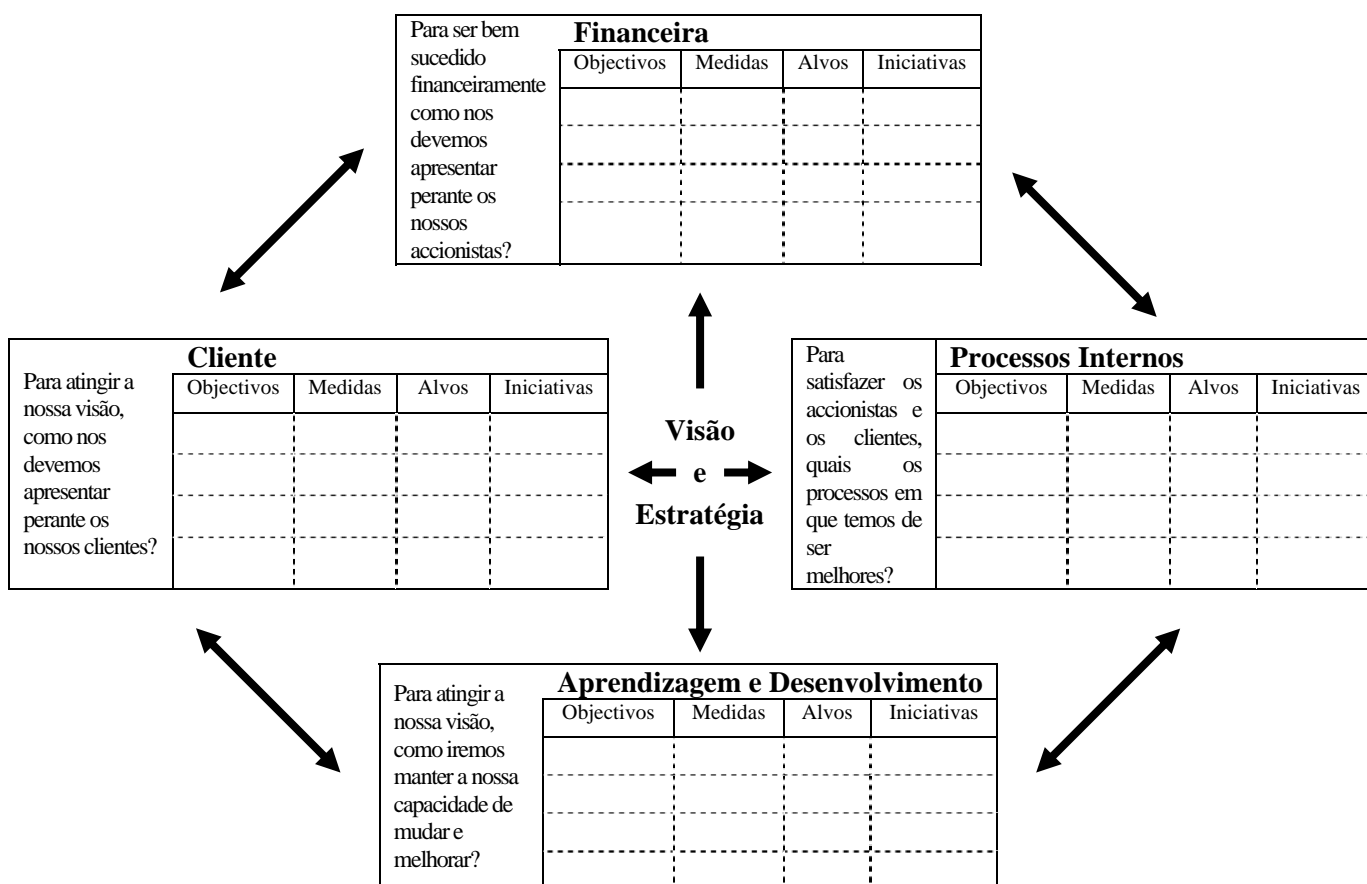 Para ser bem
sucedido
financeiramente
como nos
devemos
apresentar
perante os
nossos
accionistas?
Financeira
Objectivos Medidas Alvos Iniciativas
Para atingir a
nossa visão,
como nos
devemos
apresentar
perante os
nossos clientes?
Cliente
Objectivos Medidas Alvos Iniciativas
Visão
e
Estratégia
Para
satisfazer os
accionistas e
os clientes,
quais os
processos em
que temos de
ser
melhores?
Processos Internos
Objectivos Medidas Alvos Iniciativas
Para atingir a
nossa visão,
como iremos
manter a nossa
capacidade de
mudar e
melhorar?
Aprendizagem e Desenvolvimento
Objectivos Medidas Alvos Iniciativas